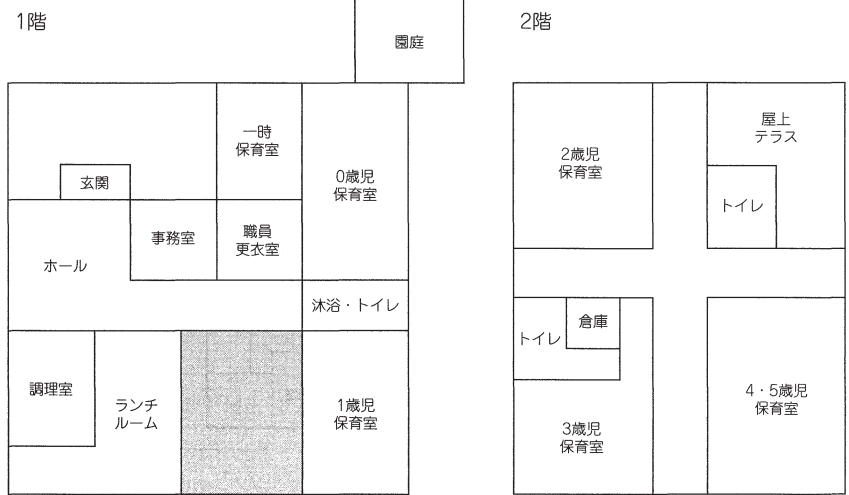 1階
園庭
一時
保育室
0歳児
保育室
玄関
事務室
職員
更衣室
ホール
沐浴・トイレ
調理室
ランチ
ルーム
1歳児
保育室
2階
2歳児
保育室
屋上
テラス
トイレ
トイレ
倉庫
3歳児
保育室
4・5歳児
保育室